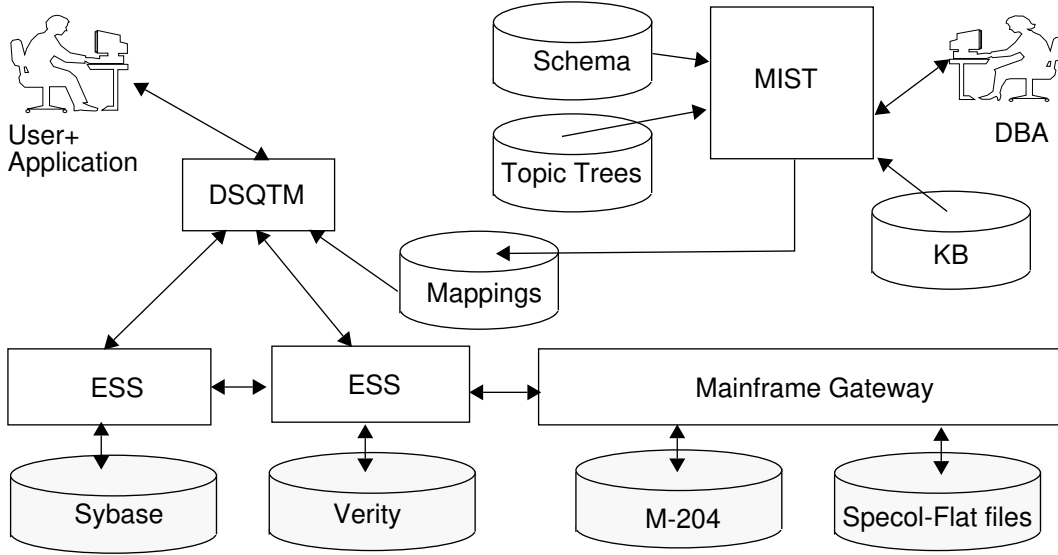 Schema
MIST
User+
Application
DBA
Topic Trees
DSQTM
KB
Mappings
ESS
ESS
Mainframe Gateway
Sybase
Verity
M-204
Specol-Flat files